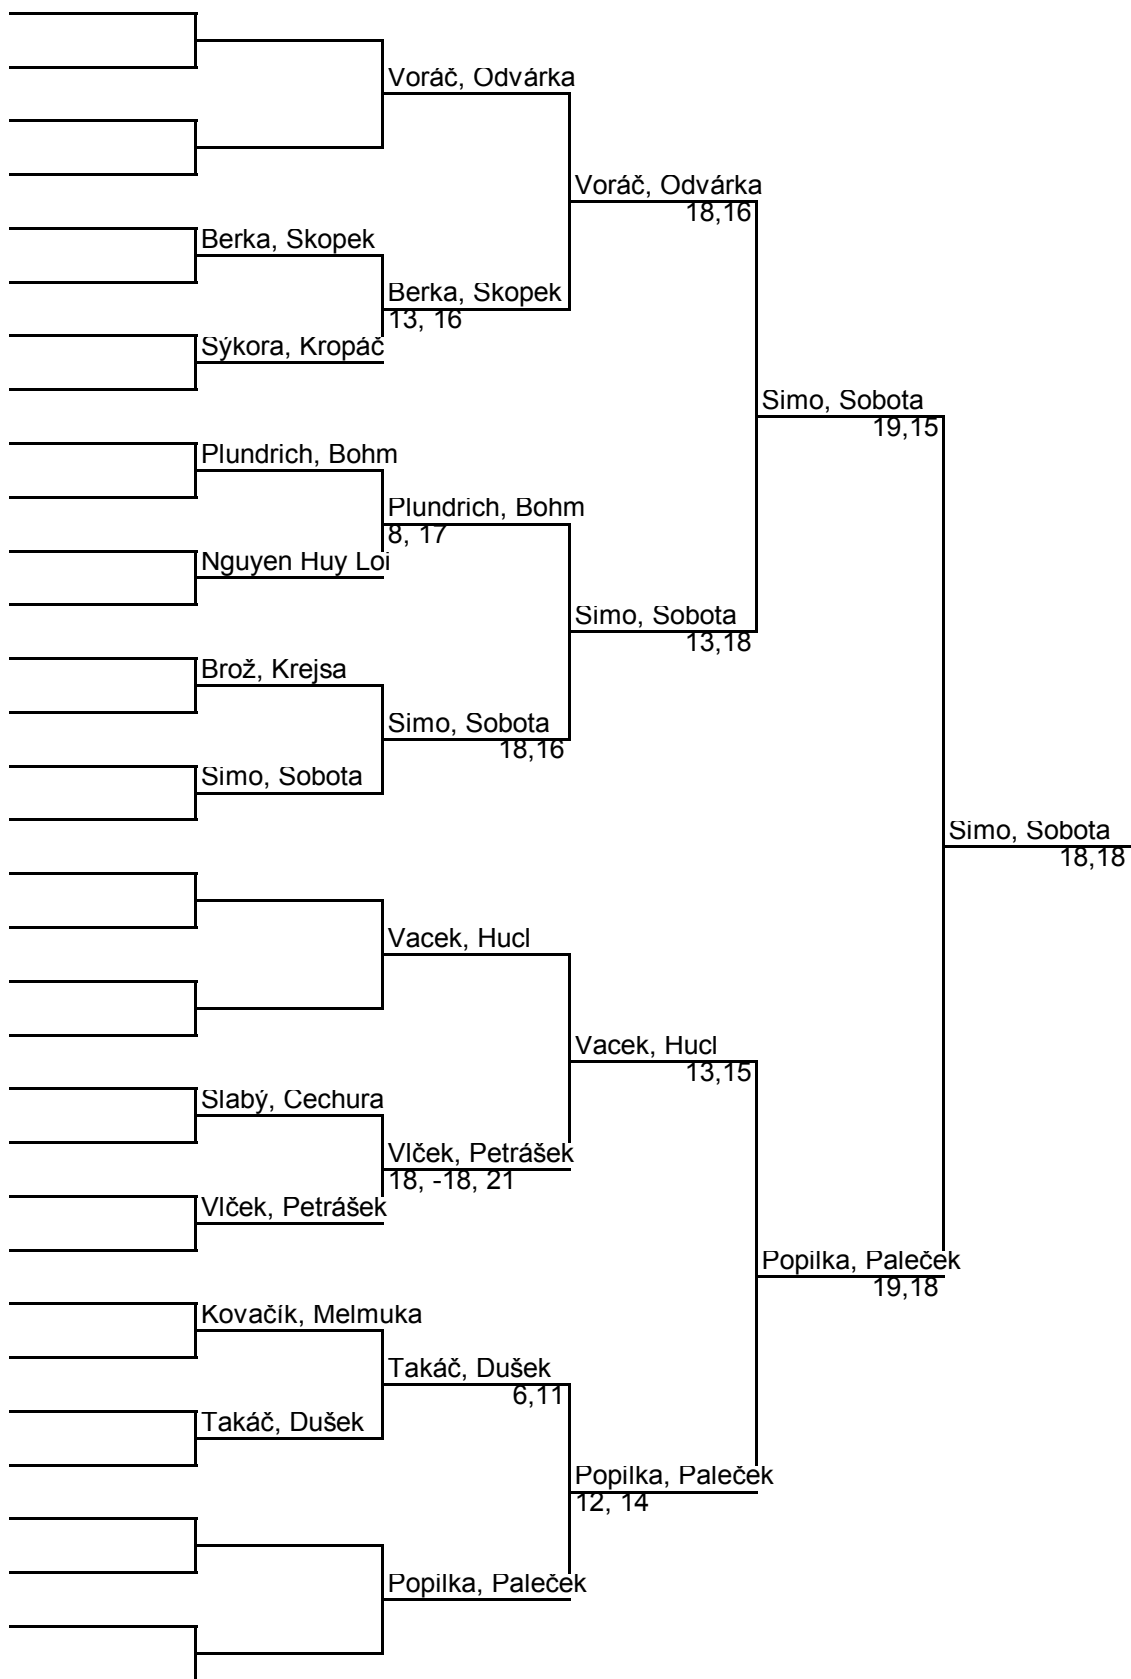 Voráč, Odvárka
Voráč, Odvárka
18,16
Berka, Skopek
Berka, Skopek
13, 16
Sýkora, Kropáč
Simo, Sobota
19,15
Plundrich, Bohm
Plundrich, Bohm
8, 17
Nguyen Huy Loi
Simo, Sobota
13,18
Brož, Krejsa
Simo, Sobota
18,16
Simo, Sobota
Simo, Sobota
18,18
Vacek, Hucl
Vacek, Hucl
13,15
Slabý, Cechura
Vlček, Petrášek
18, -18, 21
Vlček, Petrášek
Popilka, Paleček
19,18
Kovačík, Melmuka
Takáč, Dušek
6,11
Takáč, Dušek
Popilka, Paleček
12, 14
Popilka, Paleček